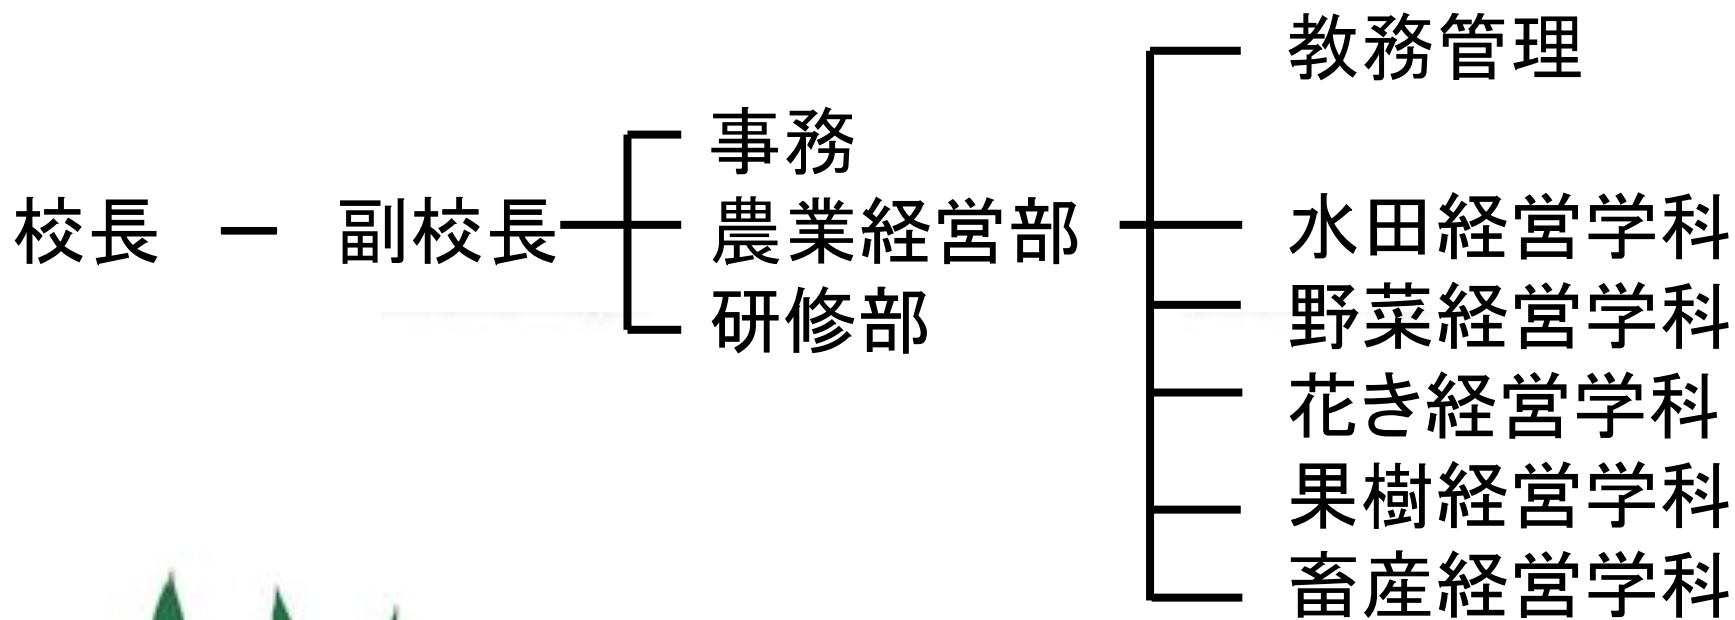 教務管理
事務
校長 ー 副校長
農業経営部
研修部
水田経営学科
野菜経営学科
花き経営学科
果樹経営学科
畜産経営学科